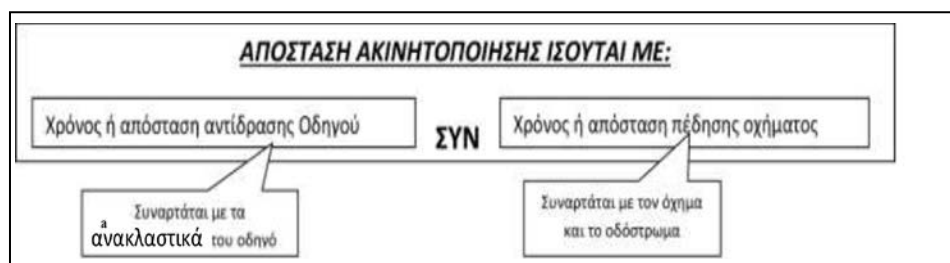 ΑΠΟΣΤΑΣΗ ΑΚΙΝΗΤΟΠΟΙΗΣΗΣ ΙΣΟΥΤΑΙ ΜΕ:
Χρόνος ή απόσταση αντίδρασης Οδηγού
ΣΥΝ
Χρόνος ή απόσταση πέδησης οχήματος
Συναρτάται με τα
a
άνακλαστικά του οδηγό
Συναρτάται με τον όχημα
και το οδόστρωμα